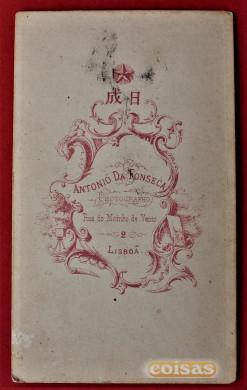 成日
ANTONIO DA FONSECA
PHOTOGRAPHO
Rua do Moinho de Vento
2
LISBOA
coisas